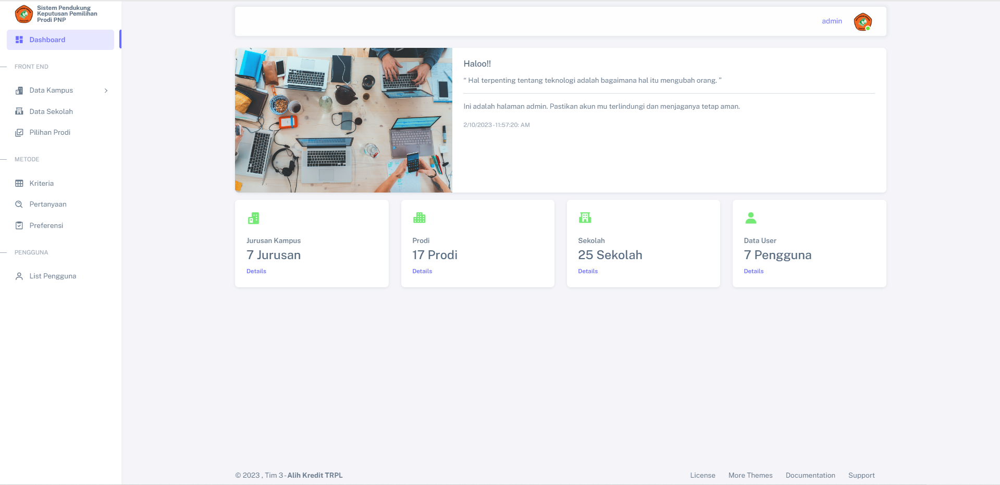 Sistem Pendukung
Keputusan Pemilihan
Prodi PNP
Dashboard
FRONT END
Data Kampus
Data Sekolah
Pilihan Prodi
METODE
Kriteria
Pertanyaan
Preferensi
PENGGUNA
List Pengguna
admin
Haloo!!
“ Hal terpenting tentang teknologi adalah bagaimana hal itu mengubah orang. ”
Ini adalah halaman admin. Pastikan akun mu terlindungi dan menjaganya tetap aman.
2/10/2023 - 11:57:20: AM
Jurusan Kampus
7 Jurusan
Details
Prodi
17 Prodi
Details
Sekolah
25 Sekolah
Details
Data User
7 Pengguna
Details
© 2023 , Tim 3 - Alih Kredit TRPL
License More Themes Documentation Support